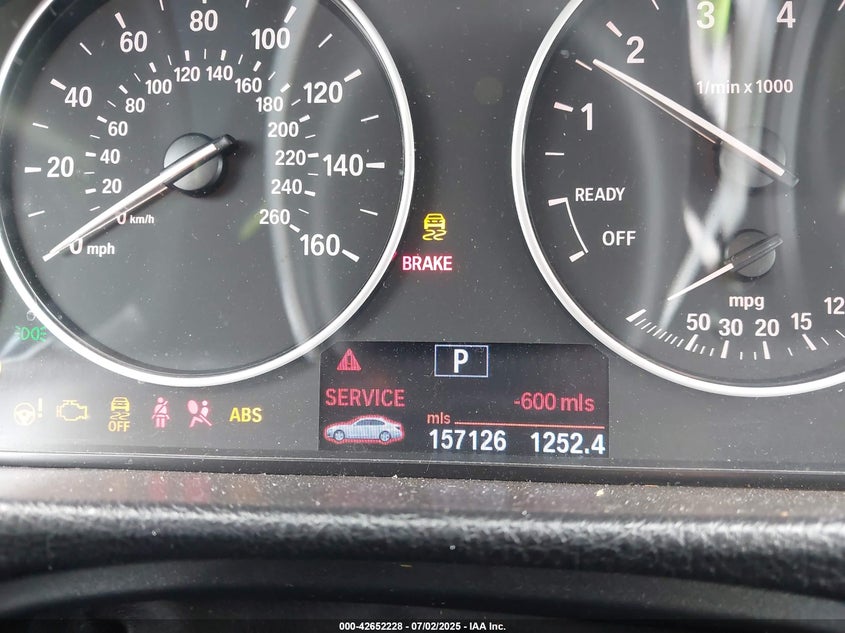 20 40 60 80 100 120 140 160
0 mph
20 40 60 80 100 120 140 160 180 200 220 240 260
0 km/h
1 2 3 4
1/min x 1000
READY
OFF
mpg
50 30 20 15 12
BRAKE
P
SERVICE -600 mls
mls
157126 1252.4
OFF
ABS
000-42652228 - 07/02/2025 - IAA Inc.